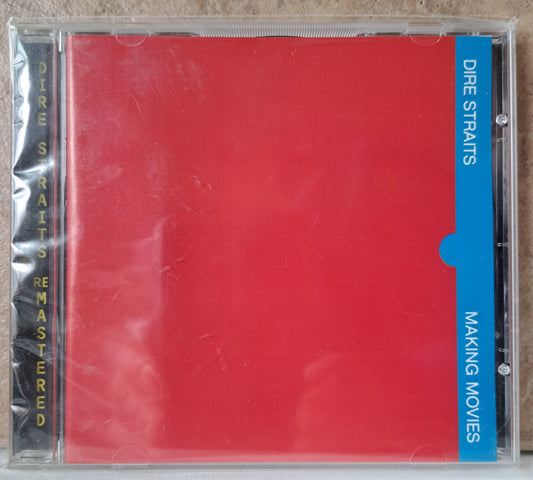 DIRE STRAITS REMASTERED
DIRE STRAITS
MAKING MOVIES